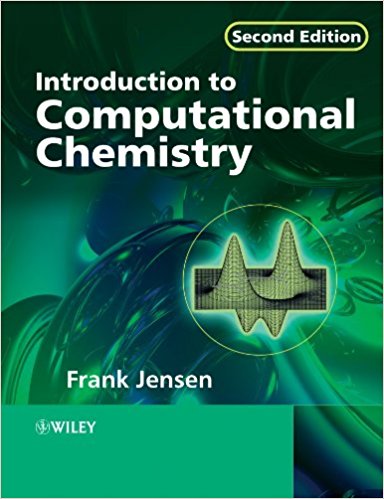 Second Edition
Introduction to
Computational
Chemistry
Frank Jensen
WILEY